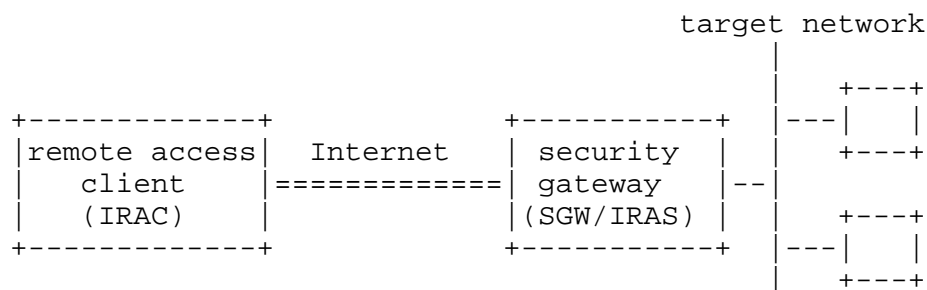 target network
remote access Internet security
client gateway
(IRAC) (SGW/IRAS)